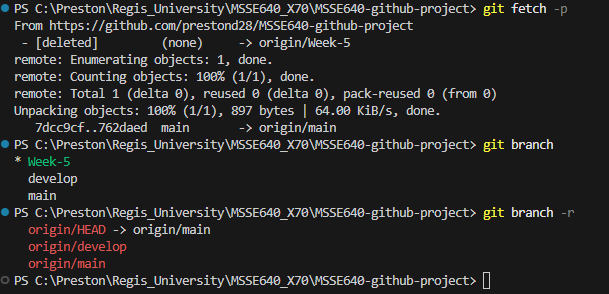 PS C:\Preston\Regis_University\MSSE640_X70\MSSE640-github-project> git fetch -p
From https://github.com/prestond28/MSSE640-github-project
 - [deleted]         (none)     -> origin/Week-5
remote: Enumerating objects: 1, done.
remote: Counting objects: 100% (1/1), done.
remote: Total 1 (delta 0), reused 0 (delta 0), pack-reused 0 (from 0)
Unpacking objects: 100% (1/1), 897 bytes | 64.00 KiB/s, done.
   7dcc9cf..762daed  main       -> origin/main
PS C:\Preston\Regis_University\MSSE640_X70\MSSE640-github-project> git branch
* Week-5
  develop
  main
PS C:\Preston\Regis_University\MSSE640_X70\MSSE640-github-project> git branch -r
  origin/HEAD -> origin/main
  origin/develop
  origin/main
PS C:\Preston\Regis_University\MSSE640_X70\MSSE640-github-project>